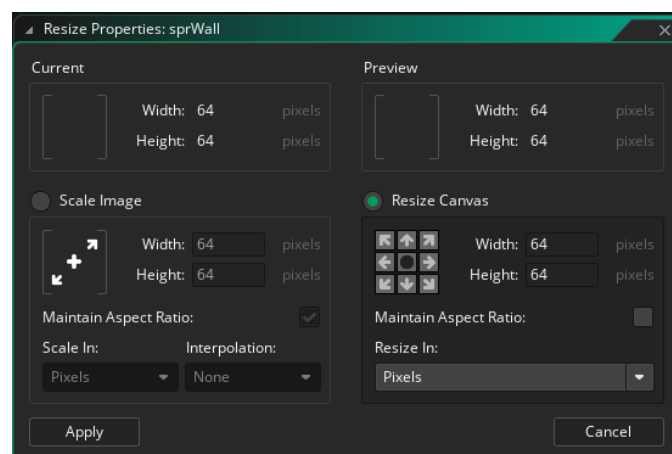 Resize Properties: sprWall
Current
Width: 64 pixels
Height: 64 pixels
Preview
Width: 64 pixels
Height: 64 pixels
Scale Image
Width: 64 pixels
Height: 64 pixels
Maintain Aspect Ratio:
Scale In: Interpolation:
Pixels None
Resize Canvas
Width: 64 pixels
Height: 64 pixels
Maintain Aspect Ratio:
Resize In:
Pixels
Apply Cancel